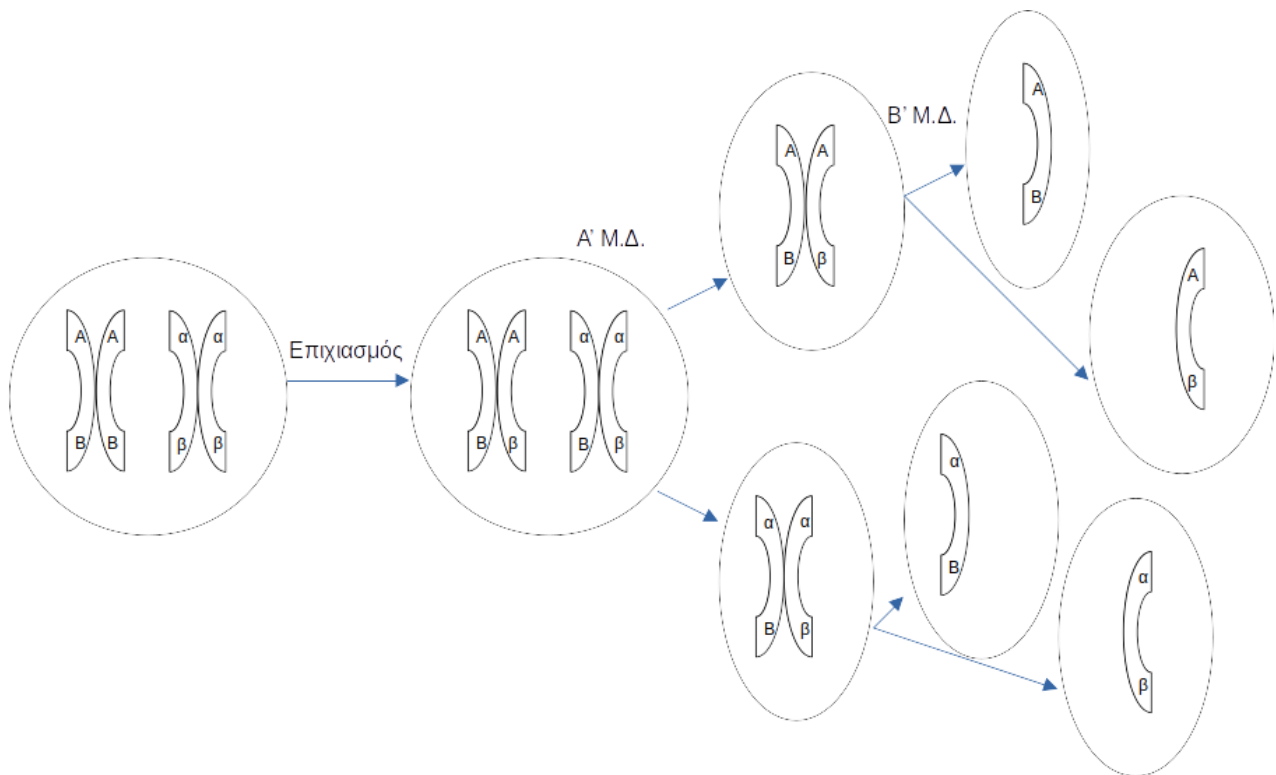 Επιχιασμός
Α' Μ.Δ.
Β' Μ.Δ.
Α Α α α
Β Β β β
Α Α α α
Β β Β β
Α Α
Β β
α α
Β β
Α
Β
Α
β
α
Β
α
β